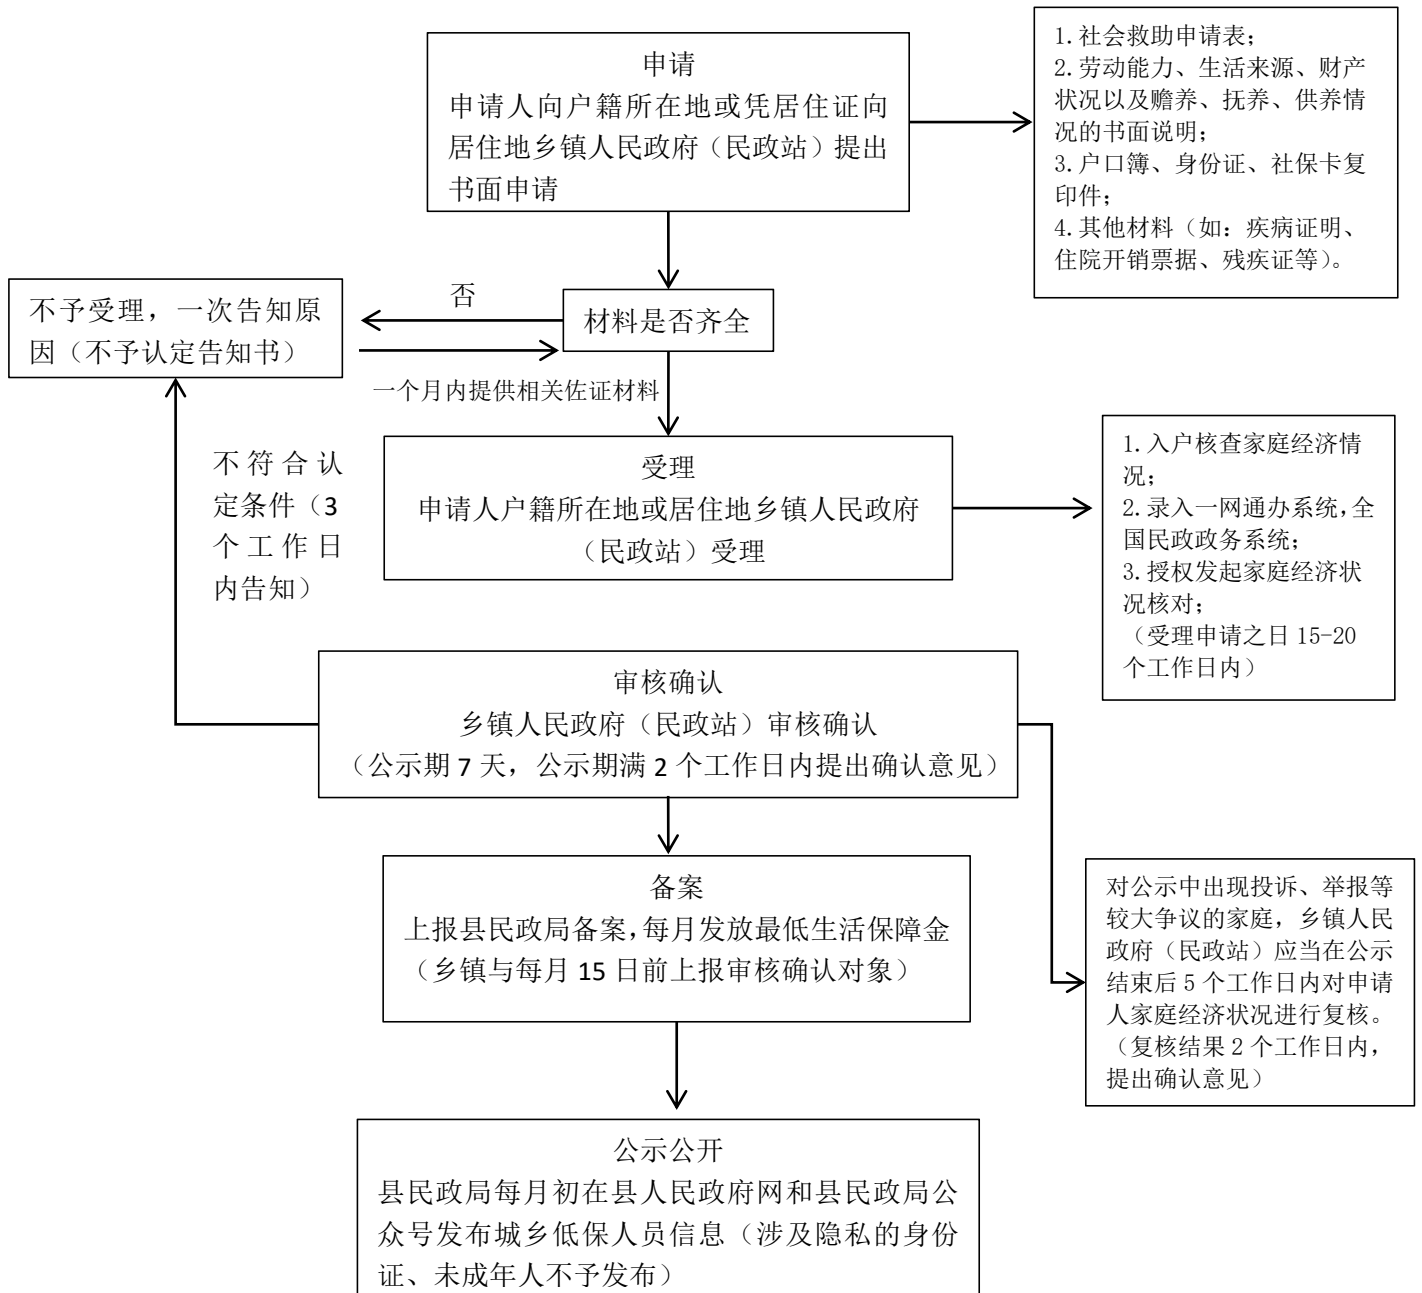 申请
申请人向户籍所在地或凭居住证向
居住地乡镇人民政府（民政站）提出
书面申请
1.社会救助申请表；
2.劳动能力、生活来源、财产
状况以及赡养、抚养、供养情
况的书面说明；
3.户口簿、身份证、社保卡复
印件；
4.其他材料（如：疾病证明、
住院开销票据、残疾证等）。
材料是否齐全
否
不予受理，一次告知原
因（不予认定告知书）
一个月内提供相关佐证材料
受理
申请人户籍所在地或居住地乡镇人民政府
（民政站）受理
1.入户核查家庭经济情
况；
2.录入一网通办系统,全
国民政政务系统；
3.授权发起家庭经济状
况核对；
（受理申请之日 15-20
个工作日内）
不符合认
定条件（3
个工作日
内告知）
审核确认
乡镇人民政府（民政站）审核确认
（公示期 7 天，公示期满 2 个工作日内提出确认意见）
对公示中出现投诉、举报等
较大争议的家庭，乡镇人民
政府（民政站）应当在公示
结束后 5 个工作日内对申请
人家庭经济状况进行复核。
（复核结果 2 个工作日内，
提出确认意见）
备案
上报县民政局备案,每月发放最低生活保障金
（乡镇与每月 15 日前上报审核确认对象）
公示公开
县民政局每月初在县人民政府网和县民政局公
众号发布城乡低保人员信息（涉及隐私的身份
证、未成年人不予发布）